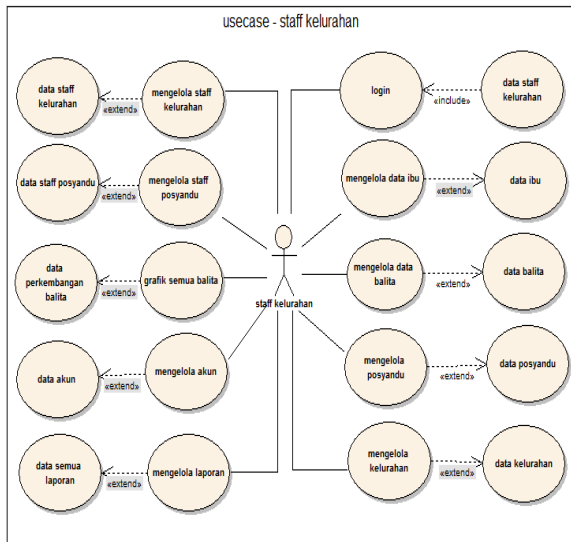 usecase - staff kelurahan
data staff
kelurahan
«extend»
mengelola staff
kelurahan
login
«include»
data staff
kelurahan
data staff posyandu
«extend»
mengelola staff
posyandu
mengelola data ibu
«extend»
data ibu
data
perkembangan
balita
«extend»
grafik semua balita
staff kelurahan
mengelola data
balita
«extend»
data balita
data akun
«extend»
mengelola akun
mengelola
posyandu
«extend»
data posyandu
data semua
laporan
«extend»
mengelola laporan
mengelola
kelurahan
«extend»
data kelurahan